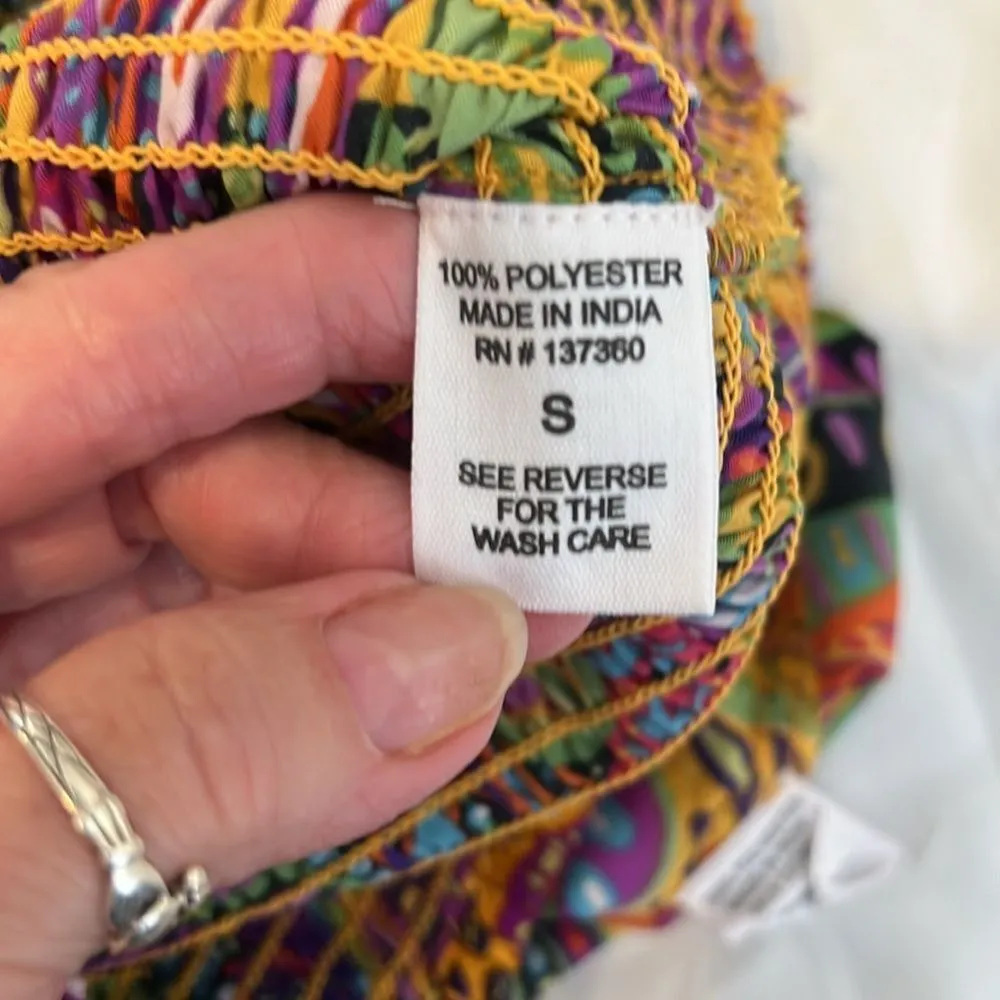 100% POLYESTER
MADE IN INDIA
RN # 137360
S
SEE REVERSE
FOR THE
WASH CARE